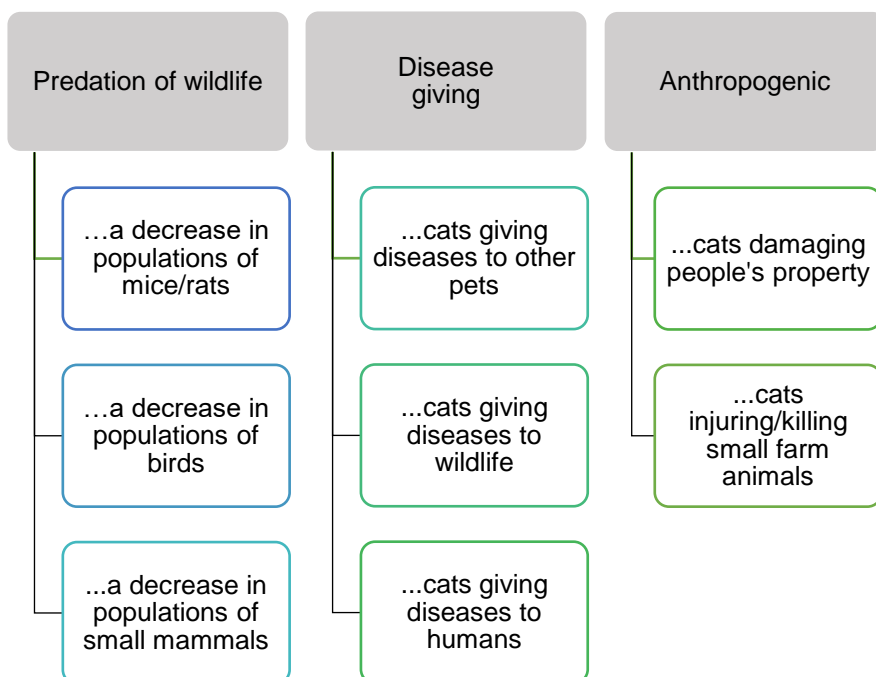 Predation of wildlife
…a decrease in
populations of
mice/rats
…a decrease in
populations of
birds
...a decrease in
populations of
small mammals
Disease
giving
...cats giving
diseases to other
pets
...cats giving
diseases to
wildlife
...cats giving
diseases to
humans
Anthropogenic
...cats damaging
people's property
...cats
injuring/killing
small farm
animals